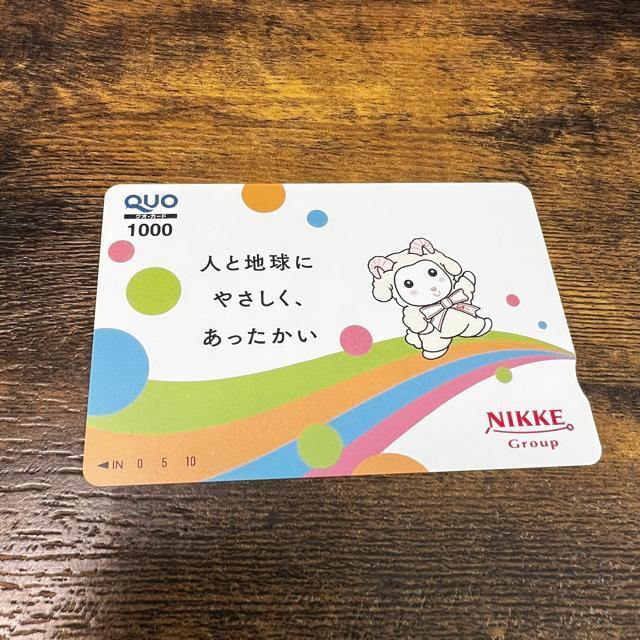 QUO
クオ・カード
1000
人と地球に
やさしく、
あったかい
NIKKE
Group
◀IN 0 5 10